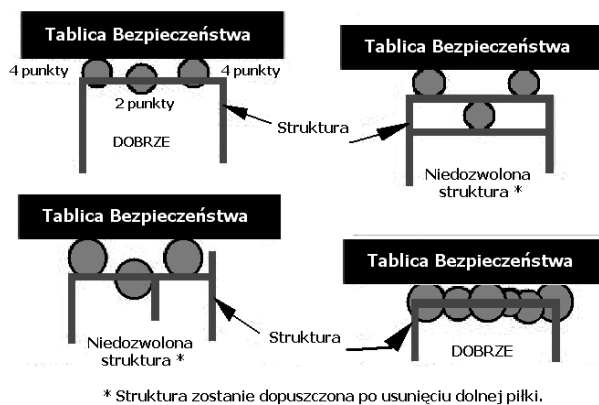 Tablica Bezpieczeństwa
4 punkty
4 punkty
2 punkty
DOBRZE
Struktura
Tablica Bezpieczeństwa
Niedozwolona
struktura *
Tablica Bezpieczeństwa
Niedozwolona
struktura *
Struktura
Tablica Bezpieczeństwa
DOBRZE
* Struktura zostanie dopuszczona po usunięciu dolnej piłki.